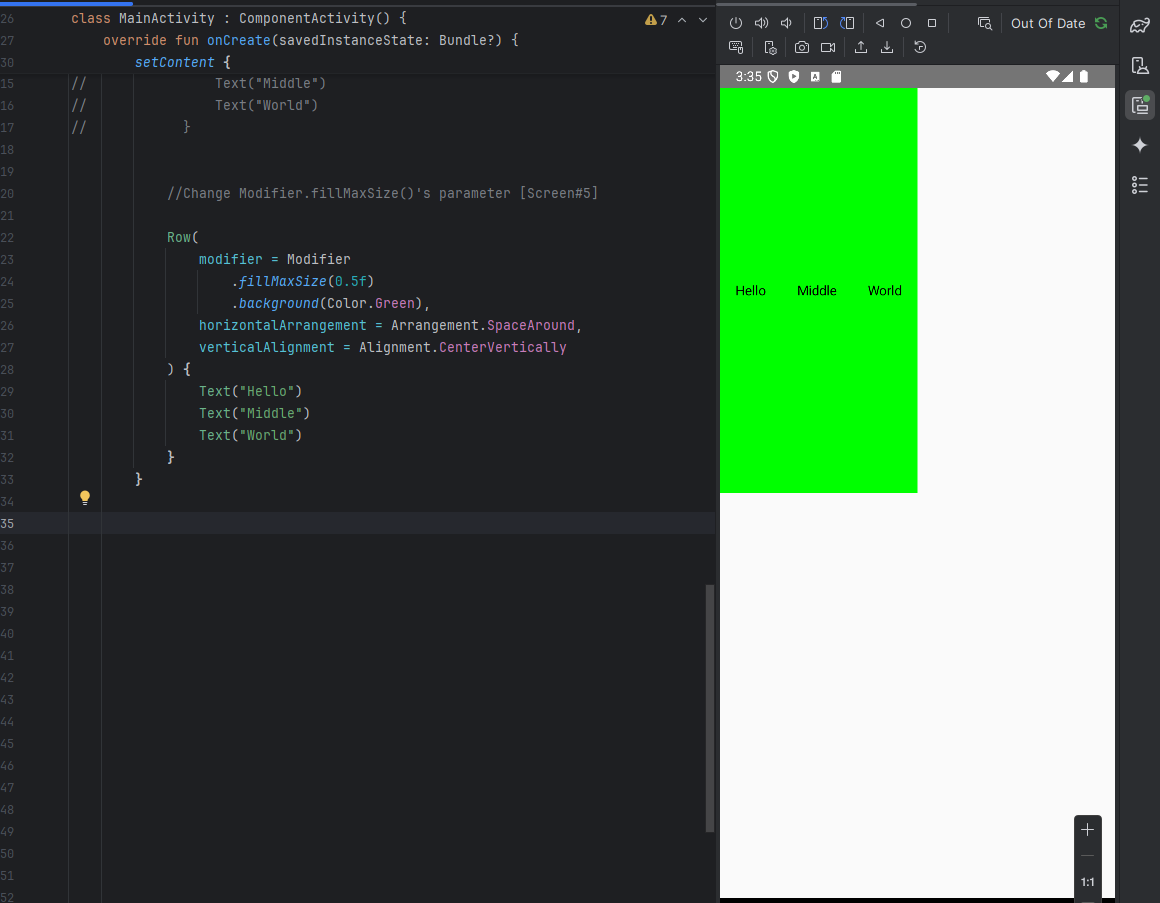 26 class MainActivity : ComponentActivity() {
7
27 override fun onCreate(savedInstanceState: Bundle?) {
30 setContent {
15 // Text("Middle")
16 // Text("World")
17 // }
18
19
20 //Change Modifier.fillMaxSize()'s parameter [Screen#5]
21
22 Row(
23 modifier = Modifier
24 .fillMaxSize(0.5f)
25 .background(Color.Green),
26 horizontalArrangement = Arrangement.SpaceAround,
27 verticalAlignment = Alignment.CenterVertically
28 ) {
29 Text("Hello")
30 Text("Middle")
31 Text("World")
32 }
33 }
34
35
36
37
38
39
40
41
42
43
44
45
46
47
48
49
50
51
52
Out Of Date
3:35
Hello Middle World
1:1